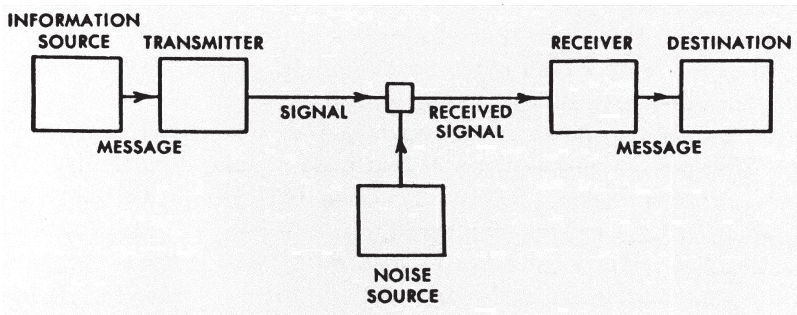 INFORMATION
SOURCE
TRANSMITTER
RECEIVER
DESTINATION
SIGNAL
RECEIVED
SIGNAL
MESSAGE
MESSAGE
NOISE
SOURCE